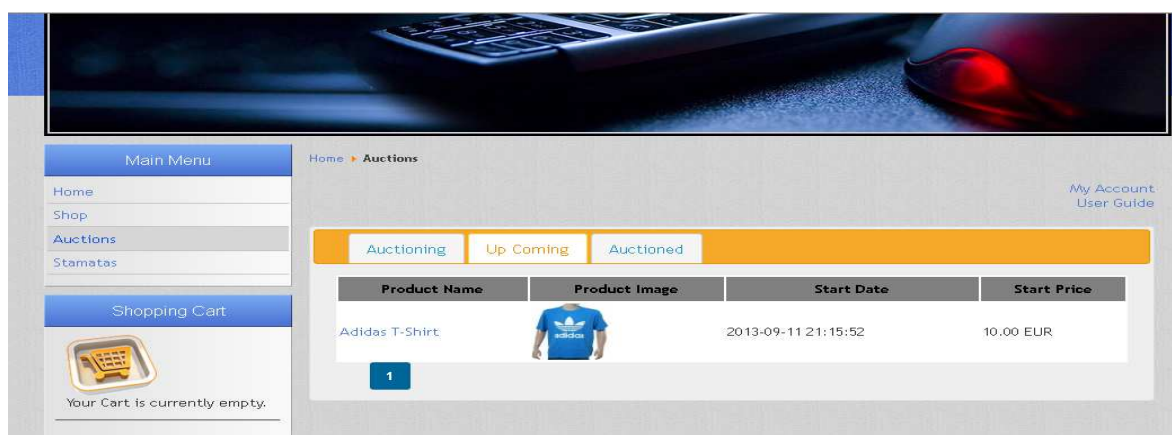 Main Menu
Home
Shop
Auctions
Stamatas
Shopping Cart
Your Cart is currently empty.
Home Auctions
My Account
User Guide
Auctioning Up Coming Auctioned
Product Name Product Image Start Date Start Price
Adidas T-Shirt adidas 2013-09-11 21:15:52 10.00 EUR
1